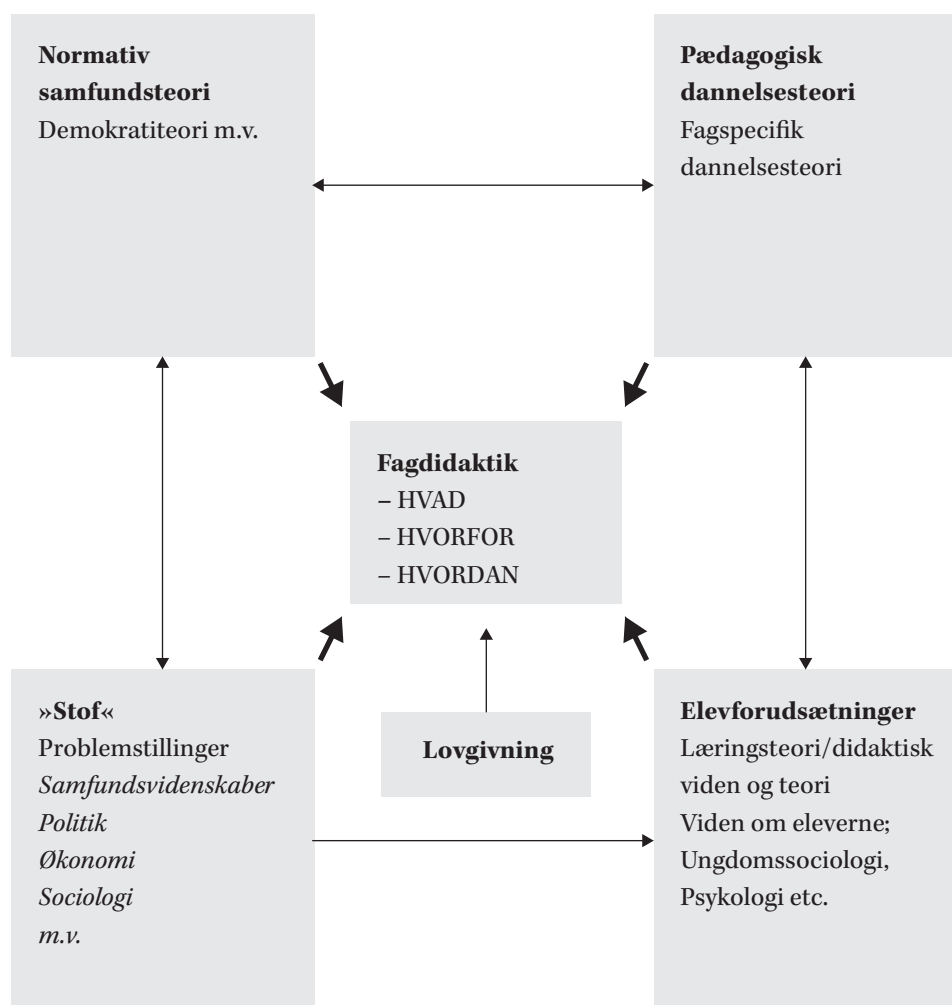 Normativ
samfundsteori
Demokratiteori m.v.
Pædagogisk
dannelsesteori
Fagspecifik
dannelsesteori
Fagdidaktik
– HVAD
– HVORFOR
– HVORDAN
»Stof«
Problemstillinger
Samfundsvidenskaber
Politik
Økonomi
Sociologi
m.v.
Lovgivning
Elevforudsætninger
Læringsteori/didaktisk
viden og teori
Viden om eleverne;
Ungdomssociologi,
Psykologi etc.